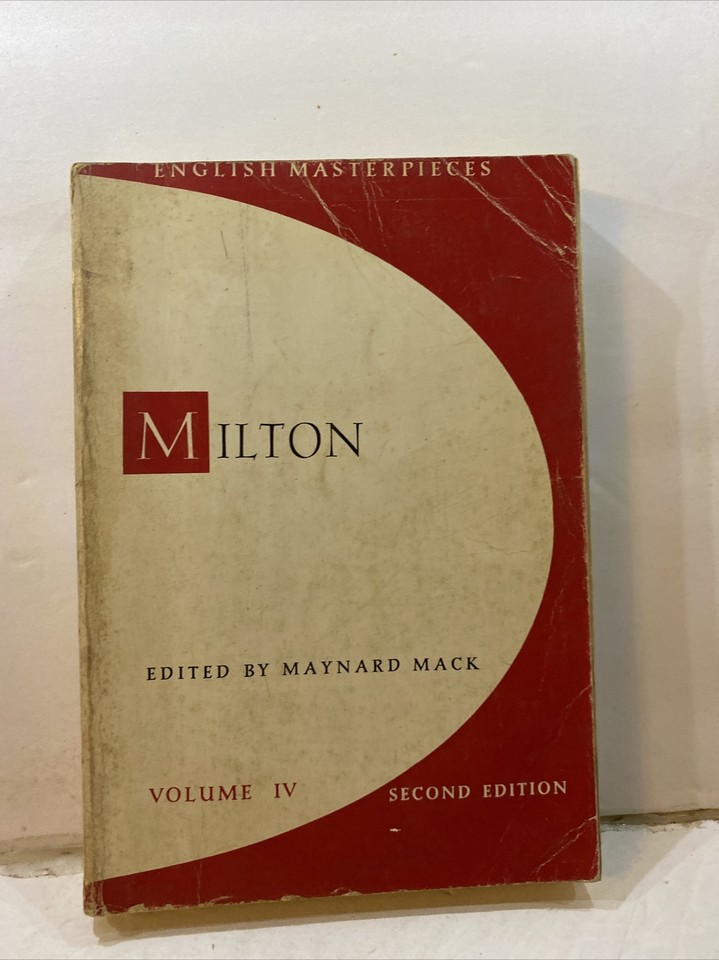 ENGLISH MASTERPIECES
MILTON
EDITED BY MAYNARD MACK
VOLUME IV
SECOND EDITION